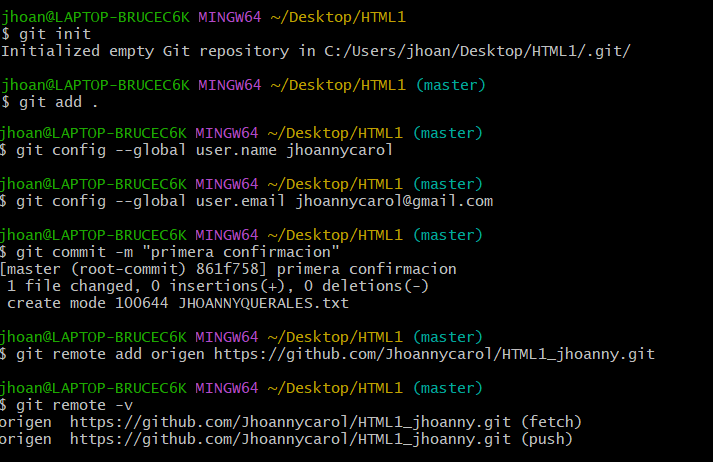 jhoan@LAPTOP-BRUCEC6K MINGW64 ~/Desktop/HTML1
$ git init
Initialized empty Git repository in C:/Users/jhoan/Desktop/HTML1/.git/
jhoan@LAPTOP-BRUCEC6K MINGW64 ~/Desktop/HTML1 (master)
$ git add .
jhoan@LAPTOP-BRUCEC6K MINGW64 ~/Desktop/HTML1 (master)
$ git config --global user.name jhoannycarol
jhoan@LAPTOP-BRUCEC6K MINGW64 ~/Desktop/HTML1 (master)
$ git config --global user.email jhoannycarol@gmail.com
jhoan@LAPTOP-BRUCEC6K MINGW64 ~/Desktop/HTML1 (master)
$ git commit -m "primera confirmacion"
[master (root-commit) 861f758] primera confirmacion
1 file changed, 0 insertions(+), 0 deletions(-)
create mode 100644 JHOANNYQUERALES.txt
jhoan@LAPTOP-BRUCEC6K MINGW64 ~/Desktop/HTML1 (master)
$ git remote add origen https://github.com/Jhoannycarol/HTML1_jhoanny.git
jhoan@LAPTOP-BRUCEC6K MINGW64 ~/Desktop/HTML1 (master)
$ git remote -v
origen https://github.com/Jhoannycarol/HTML1_jhoanny.git (fetch)
origen https://github.com/Jhoannycarol/HTML1_jhoanny.git (push)